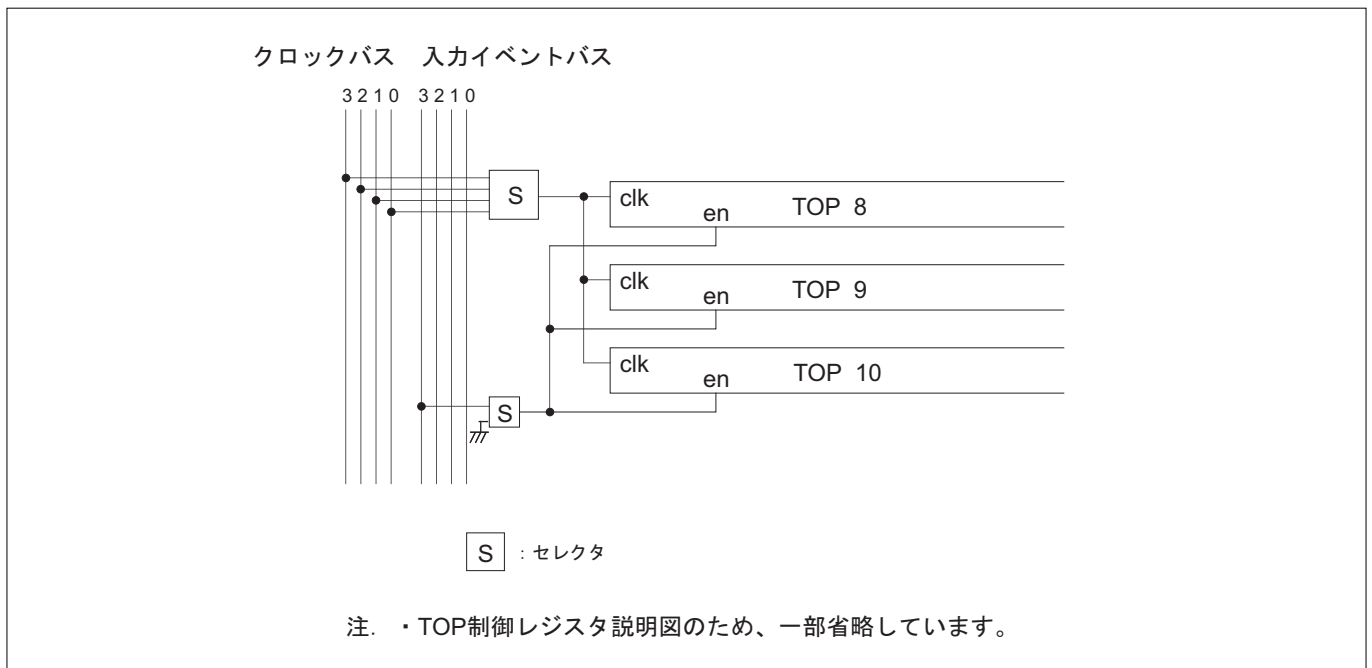 クロックバス 入力イベントバス
3 2 1 0 3 2 1 0
S
clk
en
TOP 8
clk
en
TOP 9
clk
en
TOP 10
S
S :セレクタ
注. ・TOP制御レジスタ説明図のため、一部省略しています。